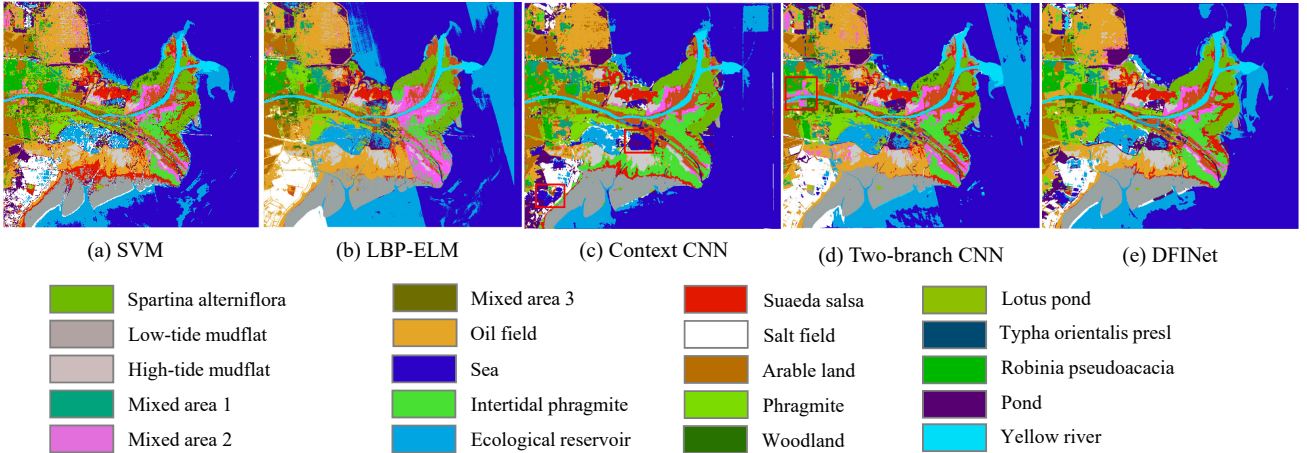 (a) SVM (b) LBP-ELM (c) Context CNN (d) Two-branch CNN (e) DFINet
Spartina alterniflora Mixed area 3 Suaeda salsa Lotus pond
Low-tide mudflat Oil field Salt field Typha orientalis presl
High-tide mudflat Sea Arable land Robinia pseudoacacia
Mixed area 1 Intertidal phragmite Phragmite Pond
Mixed area 2 Ecological reservoir Woodland Yellow river